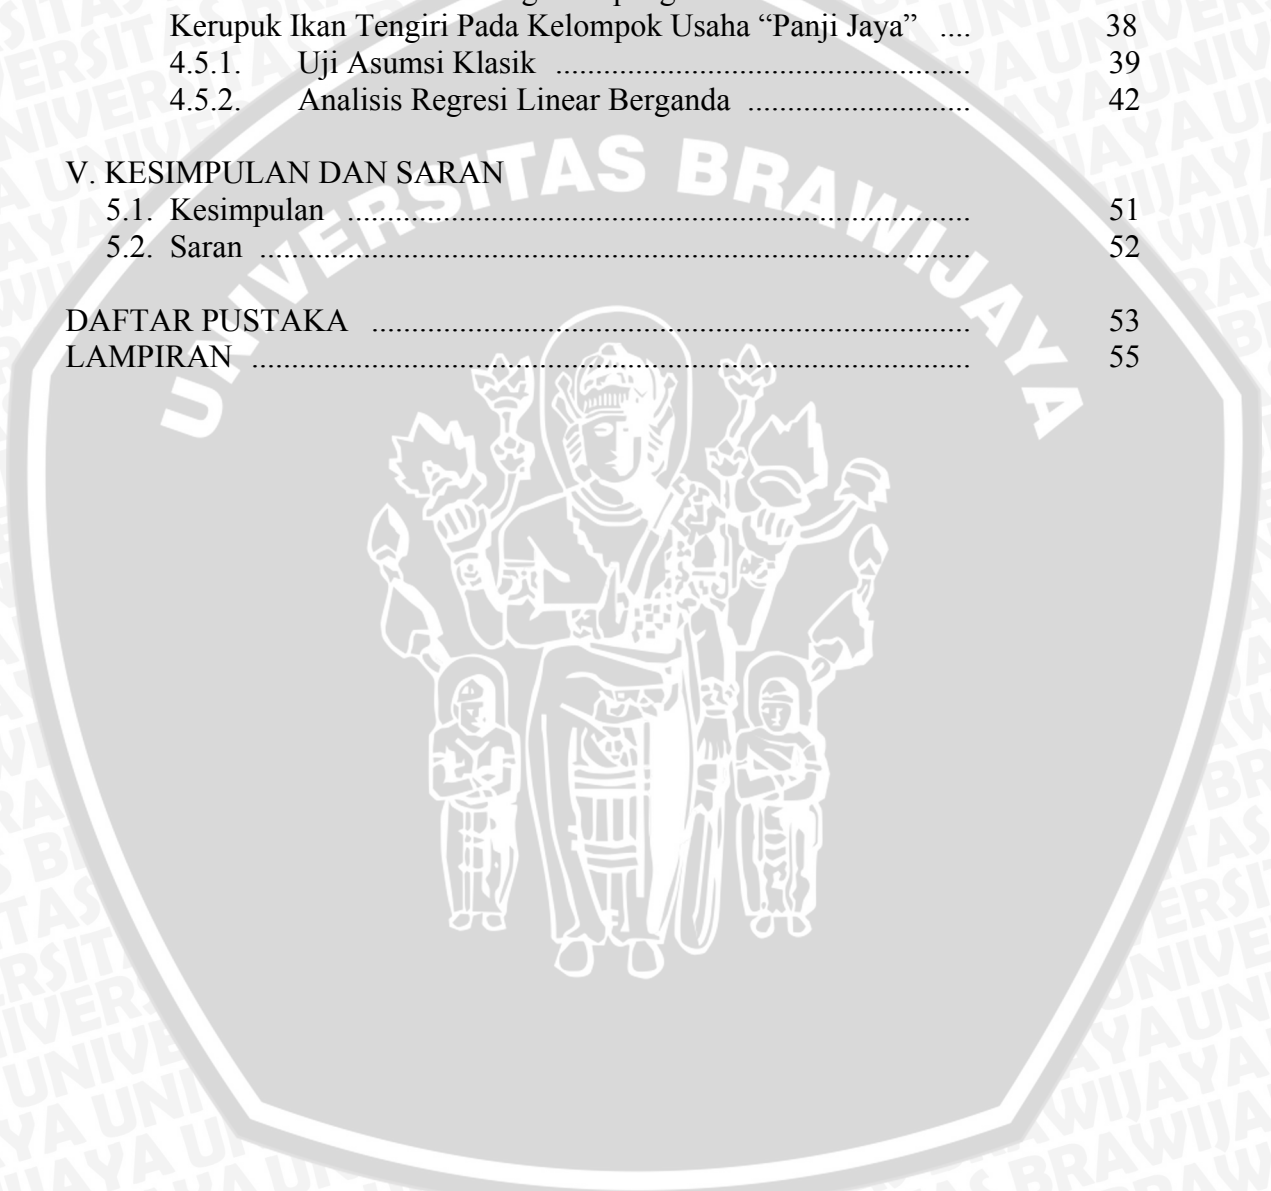 Kerupuk Ikan Tengiri Pada Kelompok Usaha “Panji Jaya” .... 38
4.5.1. Uji Asumsi Klasik ..................................................... 39
4.5.2. Analisis Regresi Linear Berganda ............................ 42
V. KESIMPULAN DAN SARAN
5.1. Kesimpulan ............................................................................... 51
5.2. Saran .......................................................................................... 52
DAFTAR PUSTAKA ............................................................................ 53
LAMPIRAN ........................................................................................... 55
UNIVERSITAS BRAWIJAYA